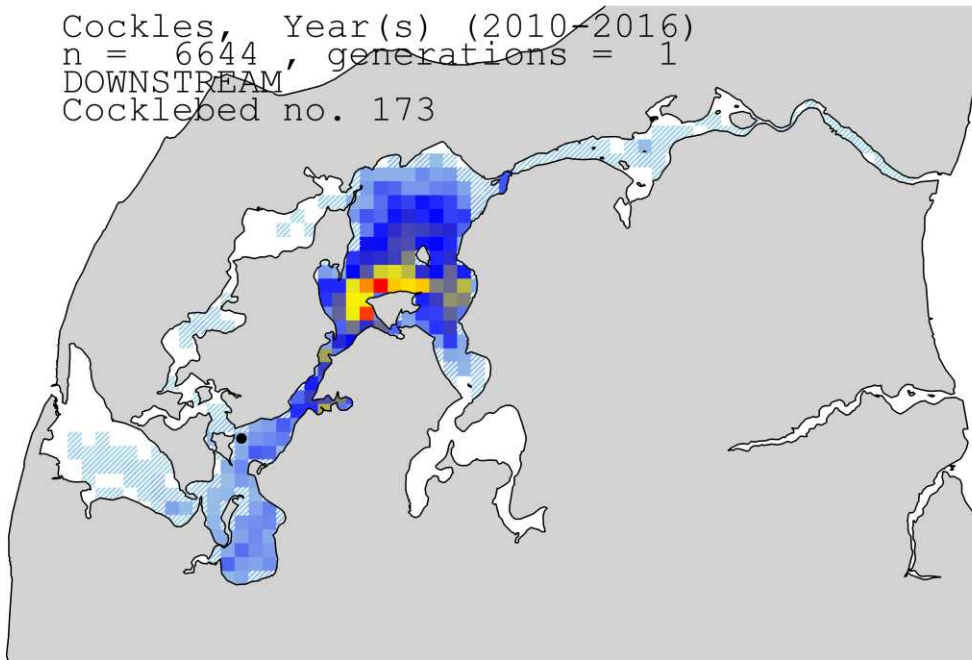 Cockles, Year(s) (2010-2016)
n = 6644 , generations = 1
DOWNSTREAM
Cocklebed no. 173